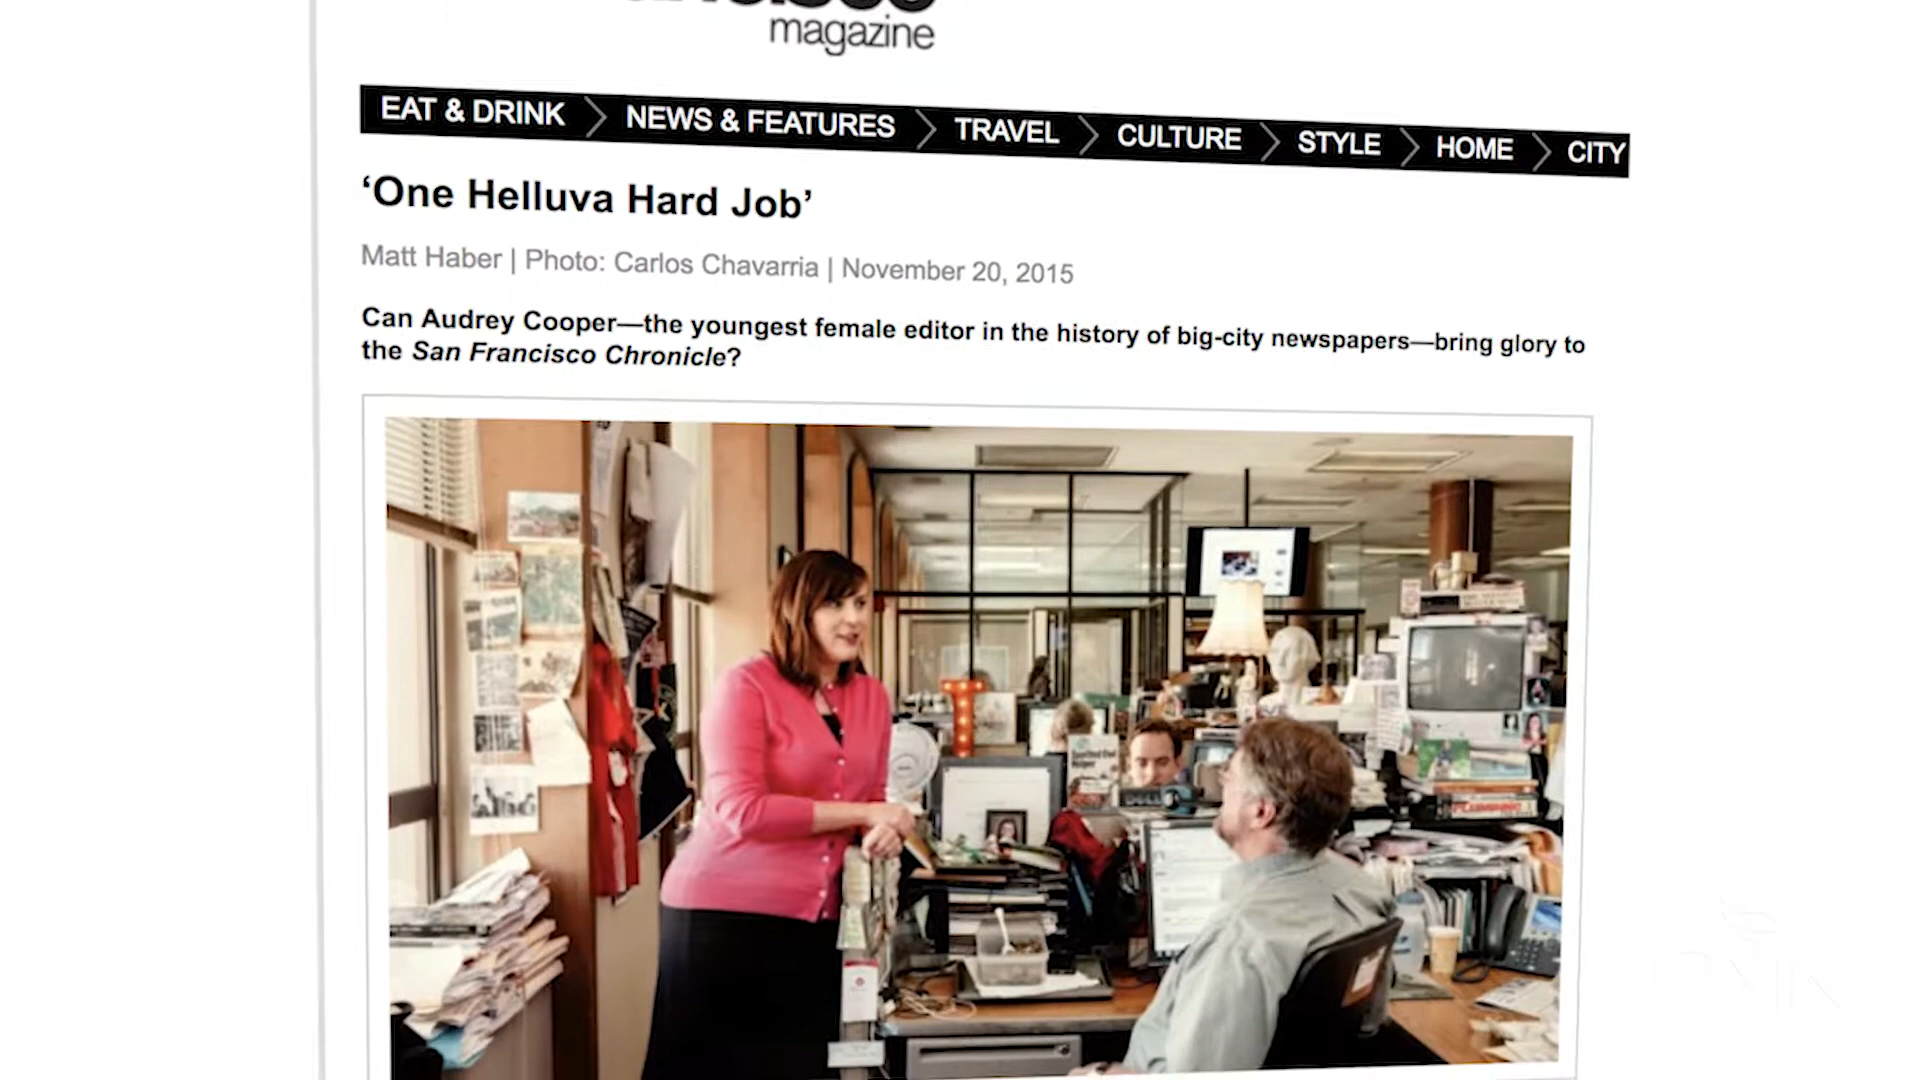 magazine
EAT & DRINK NEWS & FEATURES TRAVEL CULTURE STYLE HOME CITY
‘One Helluva Hard Job’
Matt Haber | Photo: Carlos Chavarria | November 20, 2015
Can Audrey Cooper—the youngest female editor in the history of big-city newspapers—bring glory to
the San Francisco Chronicle?
T